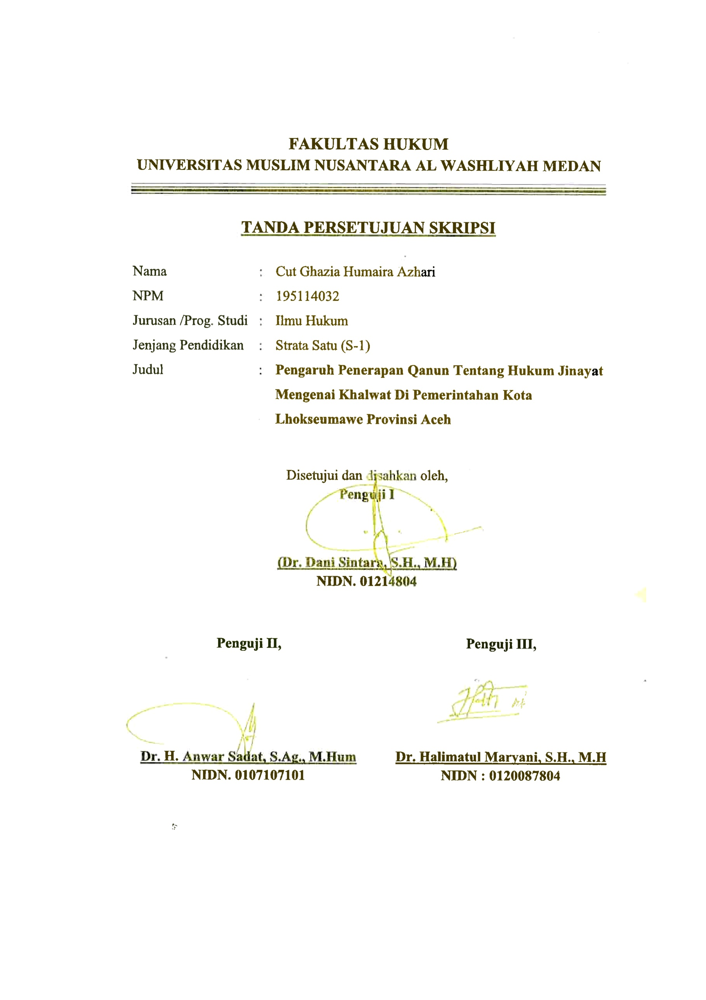 FAKULTAS HUKUM
UNIVERSITAS MUSLIM NUSANTARA AL WASHLIYAH MEDAN
TANDA PERSETUJUAN SKRIPSI
Nama : Cut Ghazia Humaira Azhari
NPM : 195114032
Jurusan /Prog. Studi : Ilmu Hukum
Jenjang Pendidikan : Strata Satu (S-1)
Judul : Pengaruh Penerapan Qanun Tentang Hukum Jinayat
Mengenai Khalwat Di Pemerintahan Kota
Lhokseumawe Provinsi Aceh
Disetujui dan disahkan oleh,
Penguji I
(Dr. Dani Sintara, S.H., M.H)
NIDN. 01214804
Penguji II, Penguji III,
Dr. H. Anwar Sadat, S.Ag., M.Hum Dr. Halimatul Maryani, S.H., M.H
NIDN. 0107107101 NIDN : 0120087804